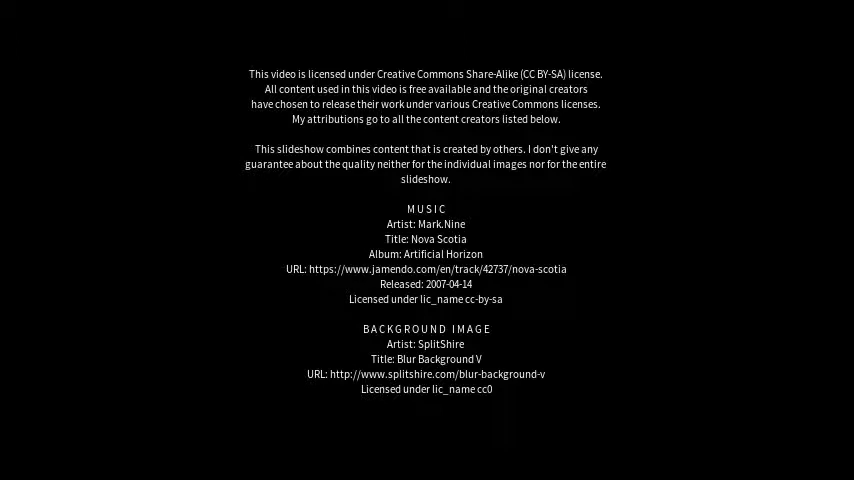 This video is licensed under Creative Commons Share-Alike (CC BY-SA) license.
All content used in this video is free available and the original creators
have chosen to release their work under various Creative Commons licenses.
My attributions go to all the content creators listed below.
This slideshow combines content that is created by others. I don't give any
guarantee about the quality neither for the individual images nor for the entire
slideshow.
MUSIC
Artist: Mark.Nine
Title: Nova Scotia
Album: Artificial Horizon
URL: https://www.jamendo.com/en/track/42737/nova-scotia
Released: 2007-04-14
Licensed under lic_name cc-by-sa
BACKGROUND IMAGE
Artist: SplitShire
Title: Blur Background V
URL: http://www.splitshire.com/blur-background-v
Licensed under lic_name cc0